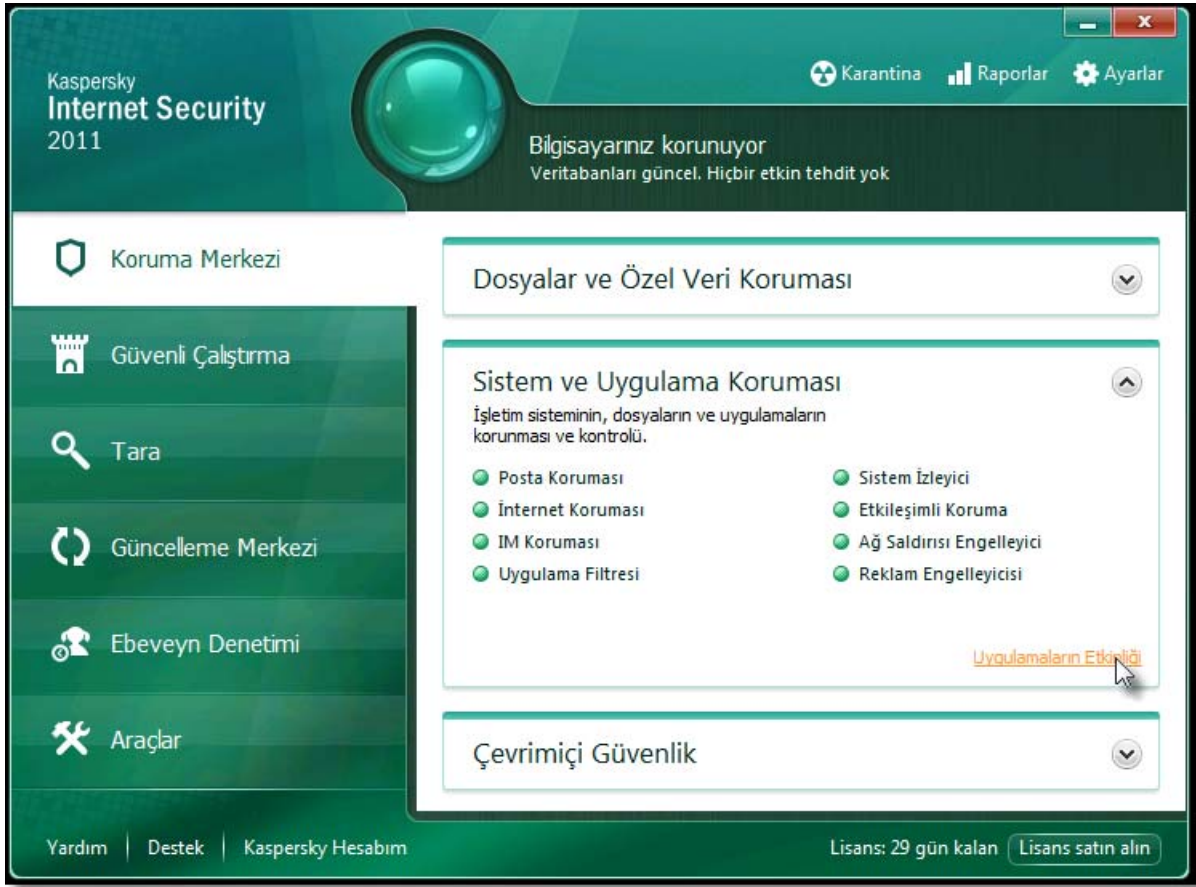 Kaspersky
Internet Security
2011
Karantina
Raporlar
Ayarlar
Bilgisayarınız korunuyor
Veritabanları güncel. Hiçbir etkin tehdit yok
Koruma Merkezi
Güvenli Çalıştırma
Tara
Güncelleme Merkezi
Ebeveyn Denetimi
Araçlar
Dosyalar ve Özel Veri Koruması
Sistem ve Uygulama Koruması
İşletim sisteminin, dosyaların ve uygulamaların
korunması ve kontrolü.
Posta Koruması
İnternet Koruması
IM Koruması
Uygulama Filtresi
Sistem İzleyici
Etkileşimli Koruma
Ağ Saldırısı Engelleyici
Reklam Engelleyicisi
Uygulamaların Etkinliği
Çevrimiçi Güvenlik
Yardım
Destek
Kaspersky Hesabım
Lisans: 29 gün kalan
Lisans satın alın